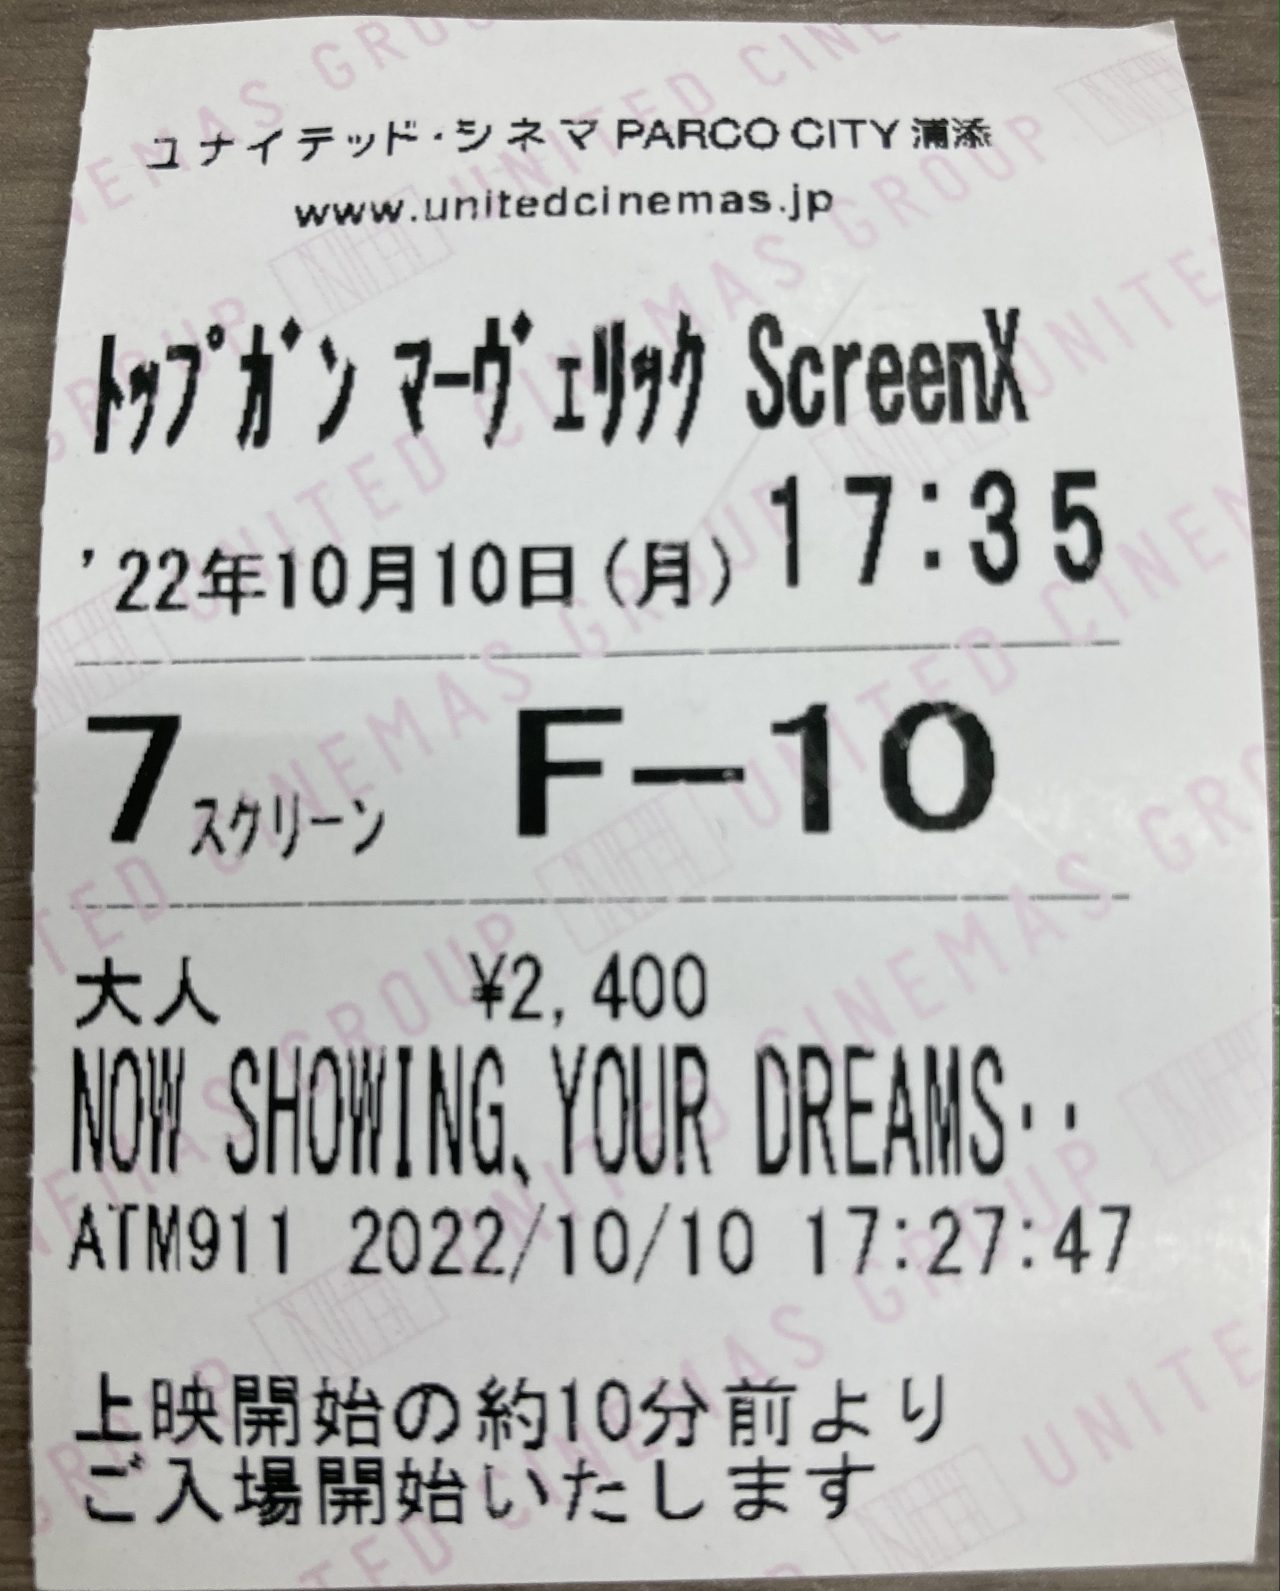 ユナイテッド・シネマ PARCO CITY 浦添
www.unitedcinemas.jp
ﾄｯﾌﾟｶﾞﾝ ﾏｰｳﾞｪﾘｯｸ ScreenX
'22年10月10日(月) 17:35
7スクリーン F-10
大人 ¥2,400
NOW SHOWING､YOUR DREAMS･･
ATM911 2022/10/10 17:27:47
上映開始の約10分前より
ご入場開始いたします